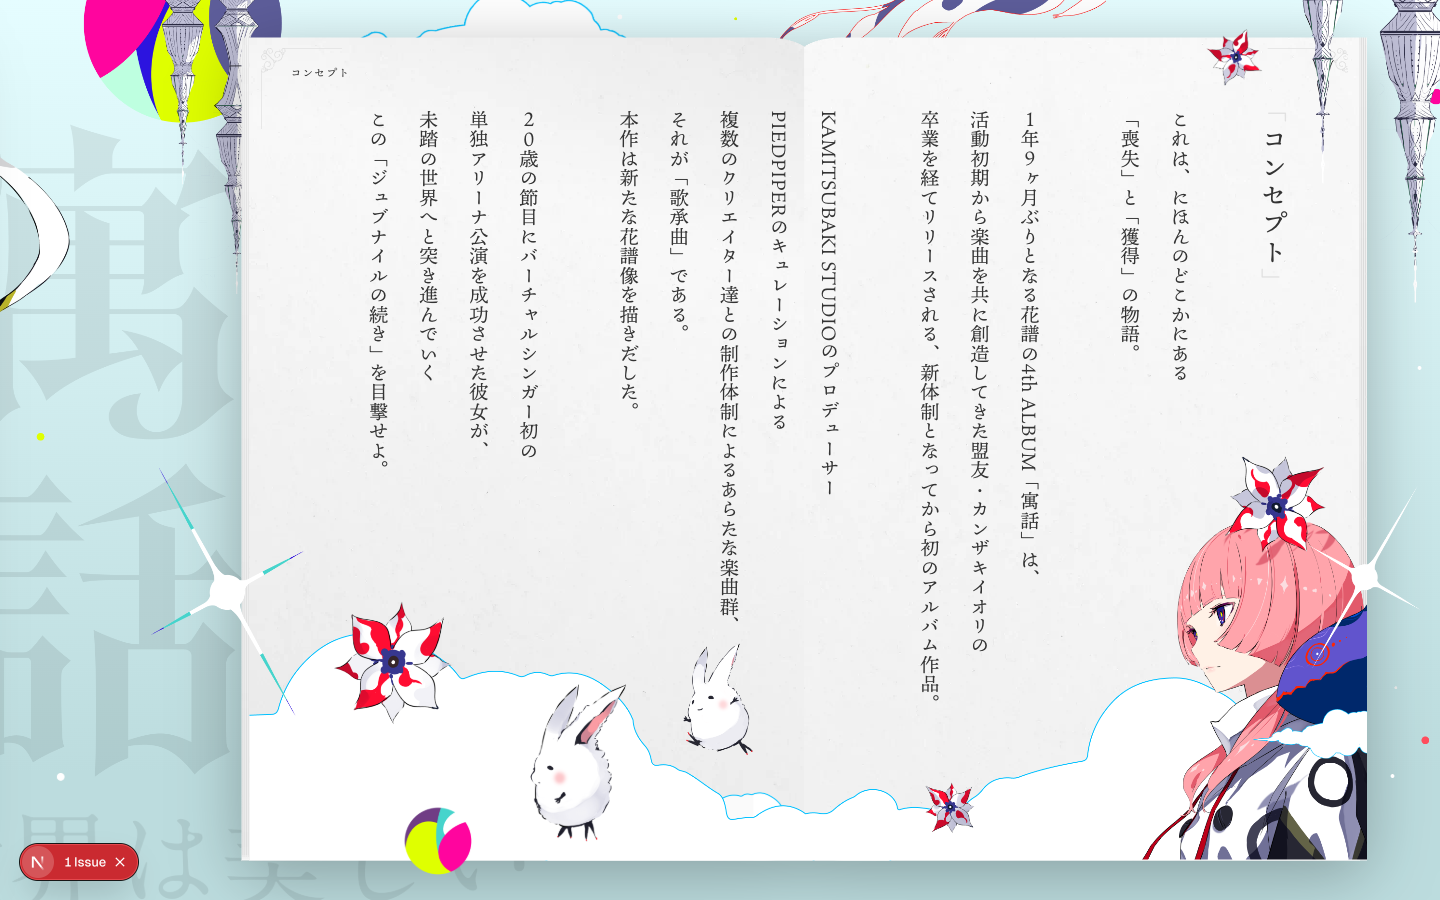 コンセプト
「コンセプト」
これは、にほんのどこかにある
「喪失」と「獲得」の物語。
1年9ヶ月ぶりとなる花譜の4th ALBUM「寓話」は、
活動初期から楽曲を共に創造してきた盟友・カンザキイオリの
卒業を経てリリースされる、新体制となってから初のアルバム作品。
KAMITSUBAKI STUDIOのプロデューサー
PIEDPIPERのキュレーションによる
複数のクリエイター達との制作体制によるあらたな楽曲群、
それが「歌承曲」である。
本作は新たな花譜像を描きだした。
20歳の節目にバーチャルシンガー初の
単独アリーナ公演を成功させた彼女が、
未踏の世界へと突き進んでいく
この「ジュブナイルの続き」を目撃せよ。
寓話
界は美しい
N 1 Issue ×